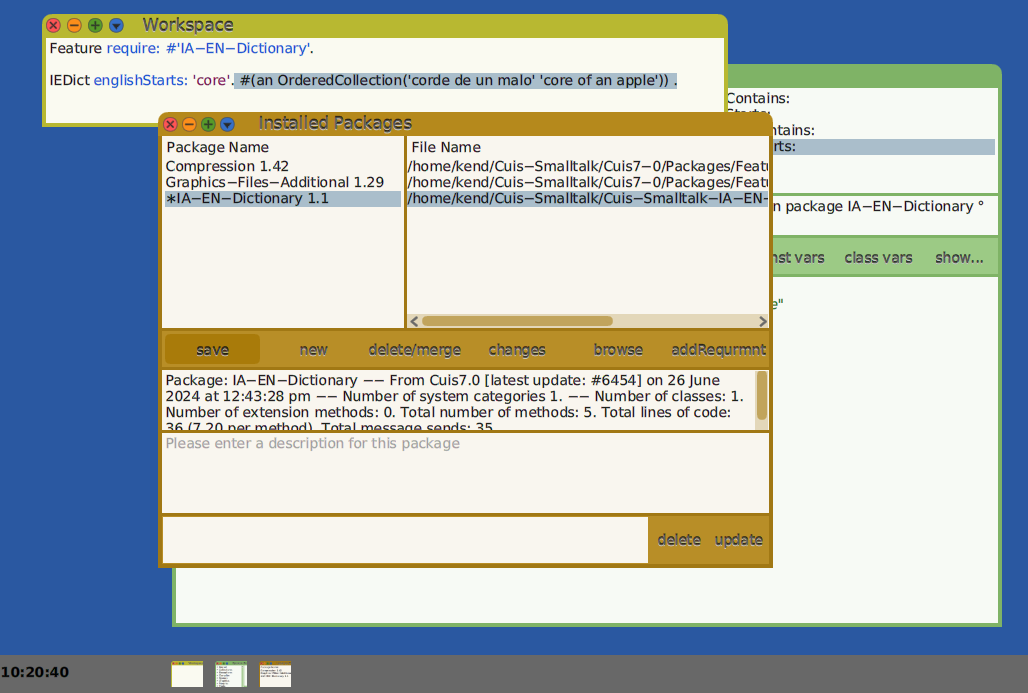 Workspace
Feature require: #'IA−EN−Dictionary'.
IEDict englishStarts: 'core'. #(an OrderedCollection('corde de un malo' 'core of an apple')) .
Contains:
ntains:
rts:
n package IA−EN−Dictionary °
nst vars class vars show...
e"
Installed Packages
Package Name File Name
Compression 1.42 /home/kend/Cuis−Smalltalk/Cuis7−0/Packages/Featu
Graphics−Files−Additional 1.29 /home/kend/Cuis−Smalltalk/Cuis7−0/Packages/Featu
∗IA−EN−Dictionary 1.1 /home/kend/Cuis−Smalltalk/Cuis−Smalltalk−IA−EN−
save new delete/merge changes browse addRequrmnt
Package: IA−EN−Dictionary −− From Cuis7.0 [latest update: #6454] on 26 June
2024 at 12:43:28 pm −− Number of system categories 1. −− Number of classes: 1.
Number of extension methods: 0. Total number of methods: 5. Total lines of code:
36 (7.20 per method). Total message sends: 35
Please enter a description for this package
delete update
10:20:40